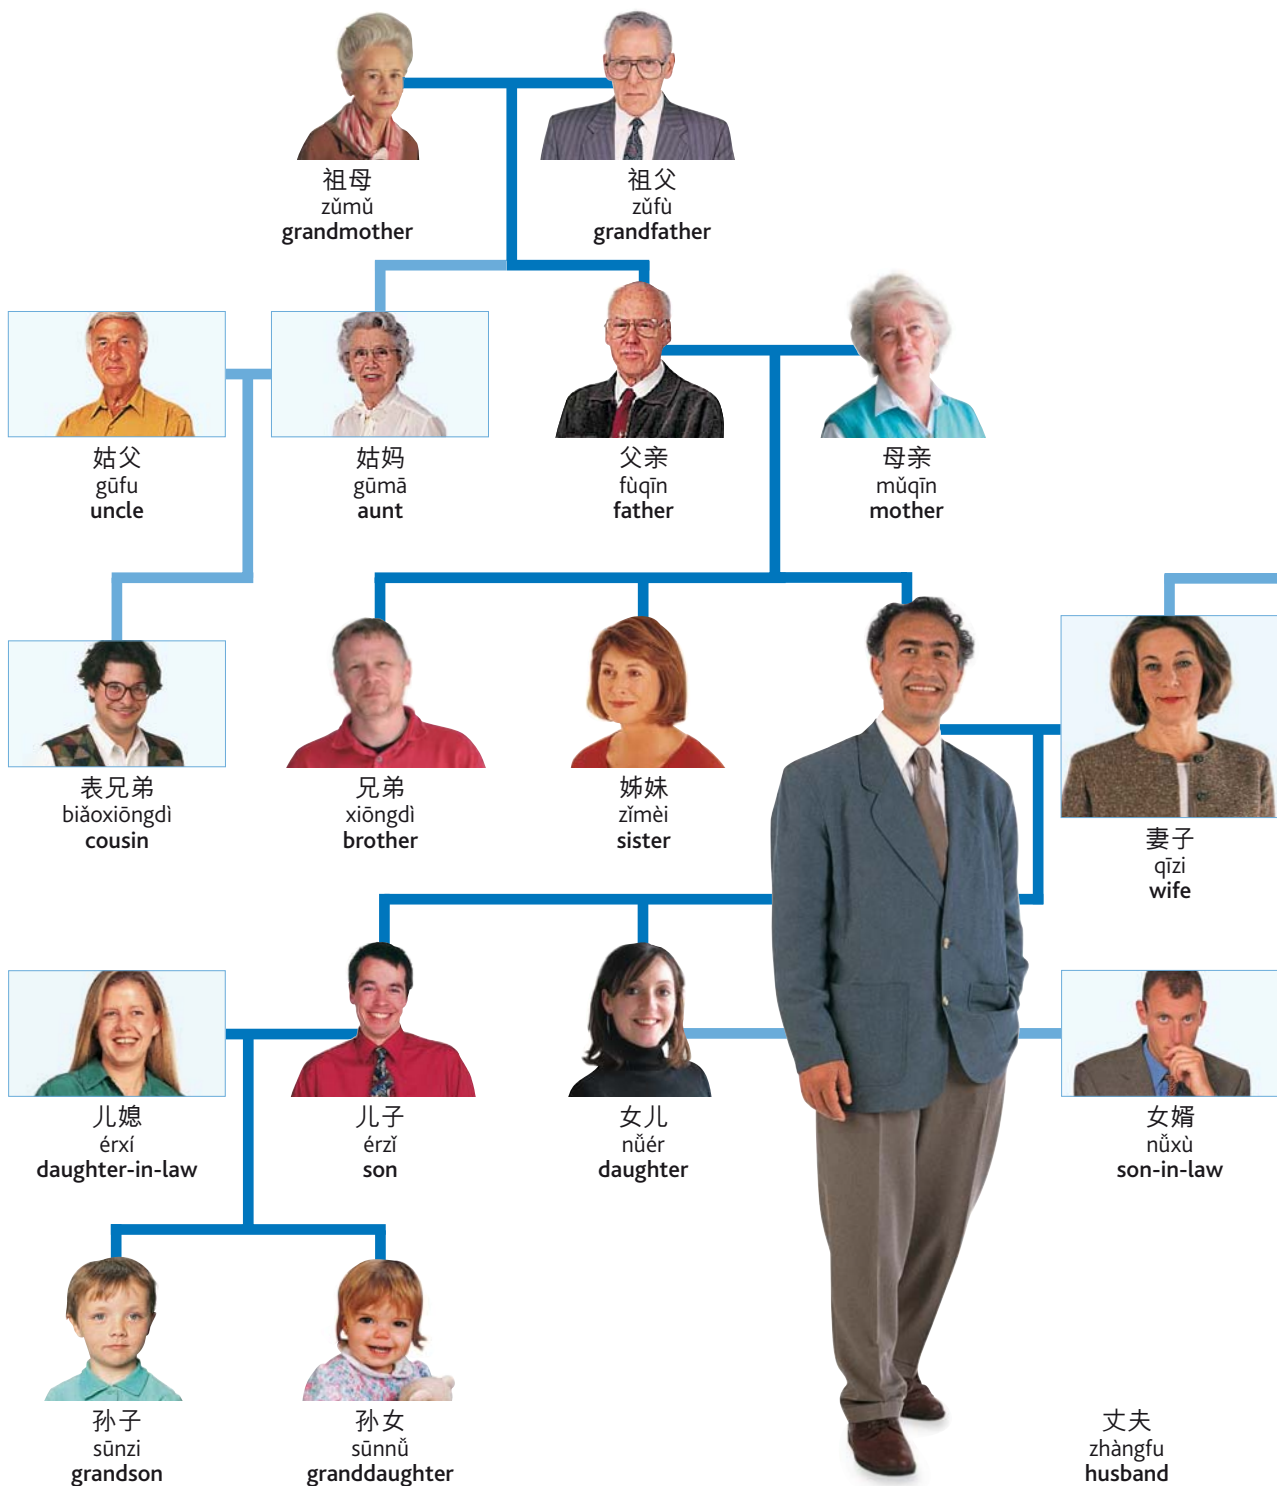 祖母
zǔmǔ
grandmother
祖父
zǔfù
grandfather
姑父
gūfu
uncle
姑妈
gūmā
aunt
父亲
fùqīn
father
母亲
mǔqīn
mother
表兄弟
biǎoxiōngdì
cousin
兄弟
xiōngdì
brother
姊妹
zǐmèi
sister
妻子
qīzi
wife
儿媳
érxí
daughter-in-law
儿子
érzǐ
son
女儿
nǚér
daughter
女婿
nǚxù
son-in-law
孙子
sūnzi
grandson
孙女
sūnnǚ
granddaughter
丈夫
zhàngfu
husband